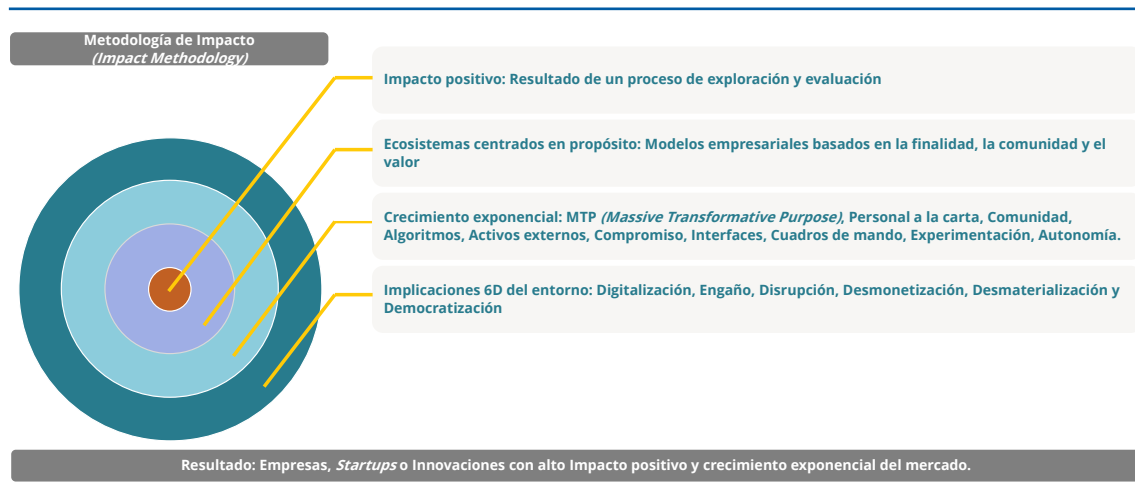 Metodología de Impacto
(Impact Methodology)
Impacto positivo: Resultado de un proceso de exploración y evaluación
Ecosistemas centrados en propósito: Modelos empresariales basados en la finalidad, la comunidad y el
valor
Crecimiento exponencial: MTP (Massive Transformative Purpose), Personal a la carta, Comunidad,
Algoritmos, Activos externos, Compromiso, Interfaces, Cuadros de mando, Experimentación, Autonomía.
Implicaciones 6D del entorno: Digitalización, Engaño, Disrupción, Desmonetización, Desmaterialización y
Democratización
Resultado: Empresas, Startups o Innovaciones con alto Impacto positivo y crecimiento exponencial del mercado.